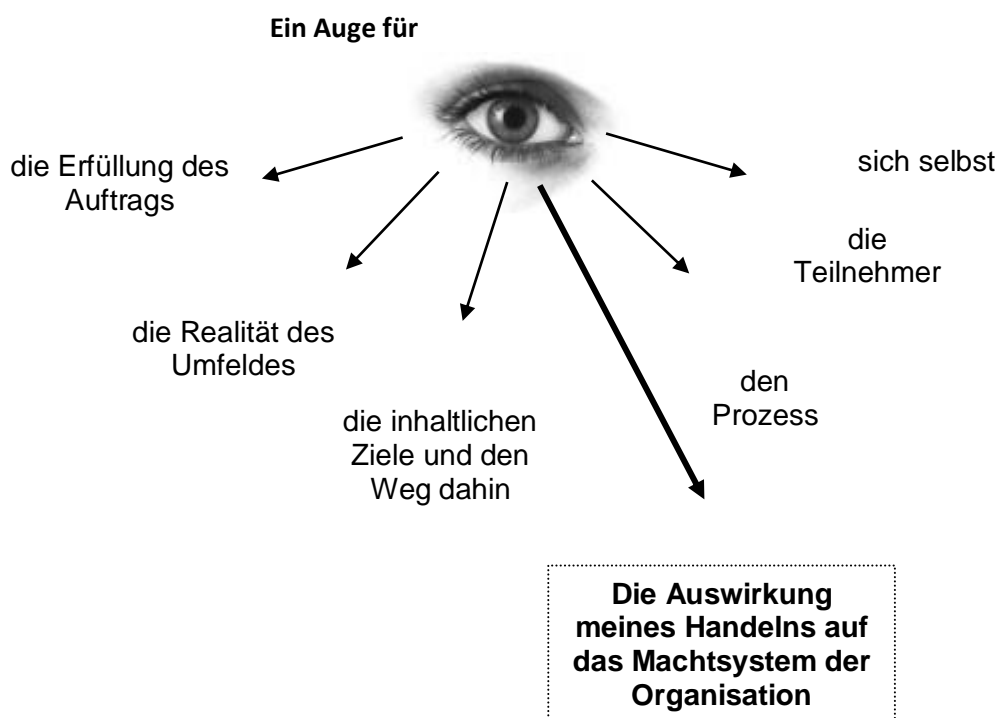 Ein Auge für
die Erfüllung des
Auftrags
sich selbst
die
Teilnehmer
die Realität des
Umfeldes
den
Prozess
die inhaltlichen
Ziele und den
Weg dahin
Die Auswirkung
meines Handelns auf
das Machtsystem der
Organisation